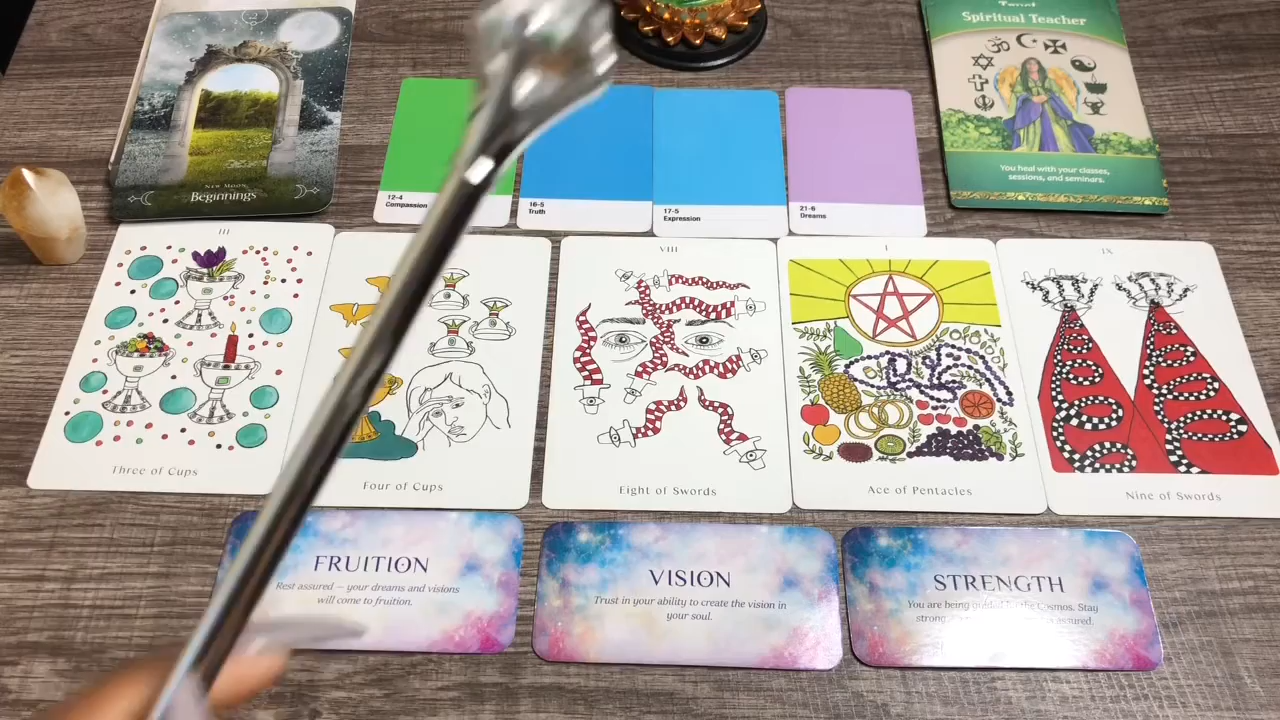 Tarot
Spiritual Teacher
New Moon
Beginnings
You heal with your classes,
sessions, and seminars.
12-4
Compassion
16-5
Truth
17-5
Expression
21-6
Dreams
III
VIII
I
IX
Three of Cups
Four of Cups
Eight of Swords
Ace of Pentacles
Nine of Swords
FRUITION
Rest assured — your dreams and visions
will come to fruition.
VISION
Trust in your ability to create the vision in
your soul.
STRENGTH
You are being guided for the Cosmos. Stay
strong
assured.